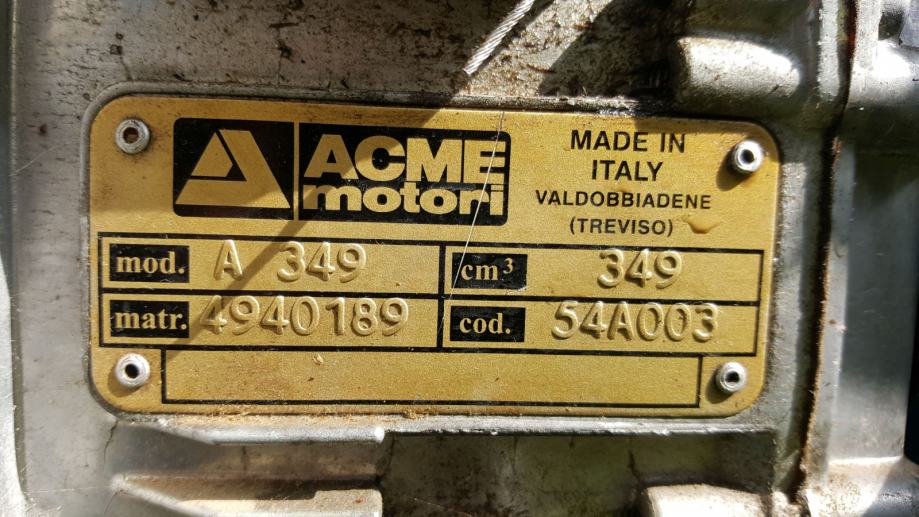 ACME
motori
MADE IN
ITALY
VALDOBBIADENE
(TREVISO)
mod. A 349
cm³ 349
matr. 4940189
cod. 54A003